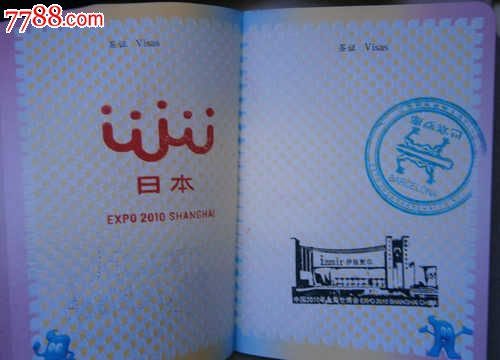 7788.com
签证 Visas
日本
EXPO 2010 SHANGHAI
签证 Visas
BARCELONA
İzmir 伊兹密尔
中国2010年上海世博会 EXPO 2010 SHANGHAI CHINA